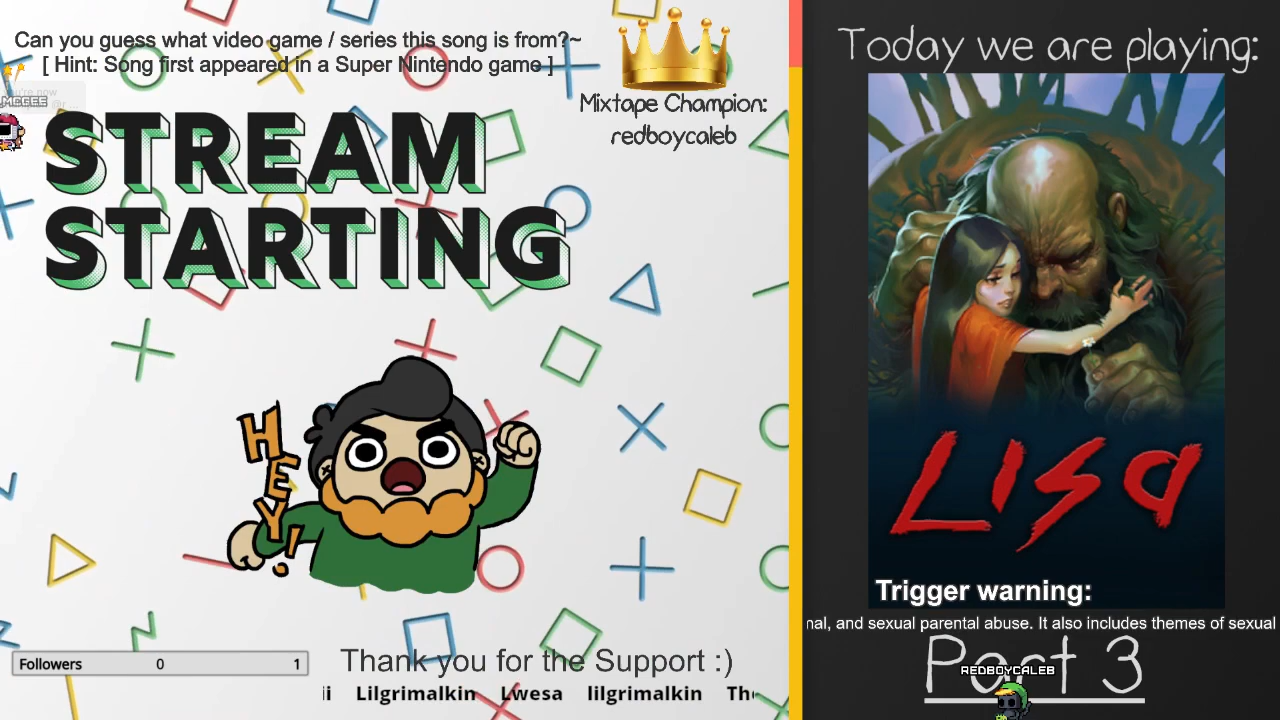 Can you guess what video game / series this song is from?~
[ Hint: Song first appeared in a Super Nintendo game ]
MCGEE
STREAM
STARTING
Mixtape Champion:
redboycaleb
HEY!
Followers 0 1
Thank you for the Support :)
Lilgrimalkin Lwesa lilgrimalkin
Today we are playing:
LISA
Trigger warning:
and sexual parental abuse. It also includes themes of sexual
Part 3
REDBOYCALEB